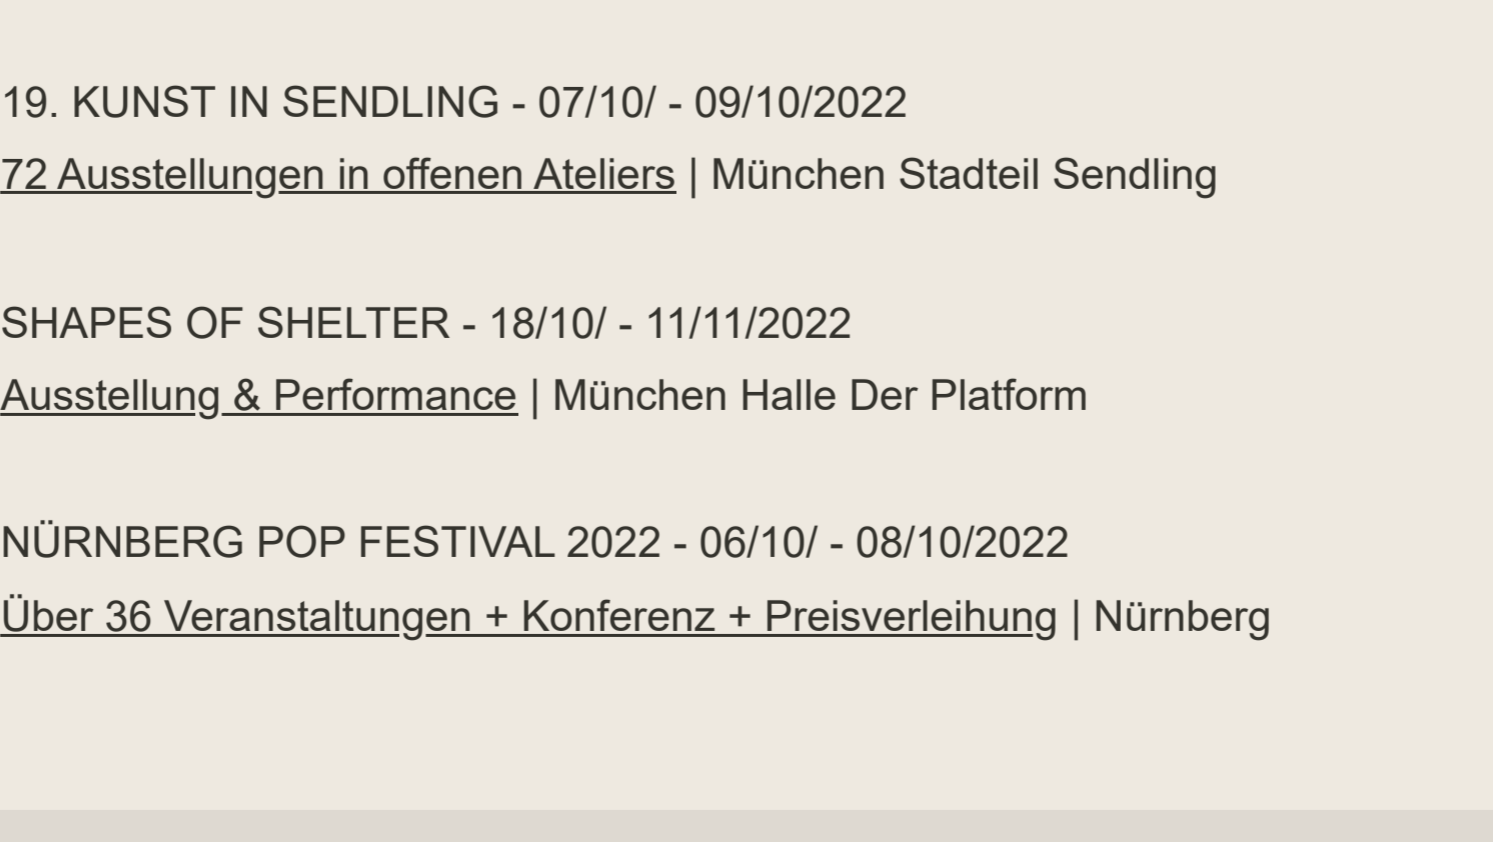 19. KUNST IN SENDLING - 07/10/ - 09/10/2022
72 Ausstellungen in offenen Ateliers | München Stadteil Sendling
SHAPES OF SHELTER - 18/10/ - 11/11/2022
Ausstellung & Performance | München Halle Der Platform
NÜRNBERG POP FESTIVAL 2022 - 06/10/ - 08/10/2022
Über 36 Veranstaltungen + Konferenz + Preisverleihung | Nürnberg